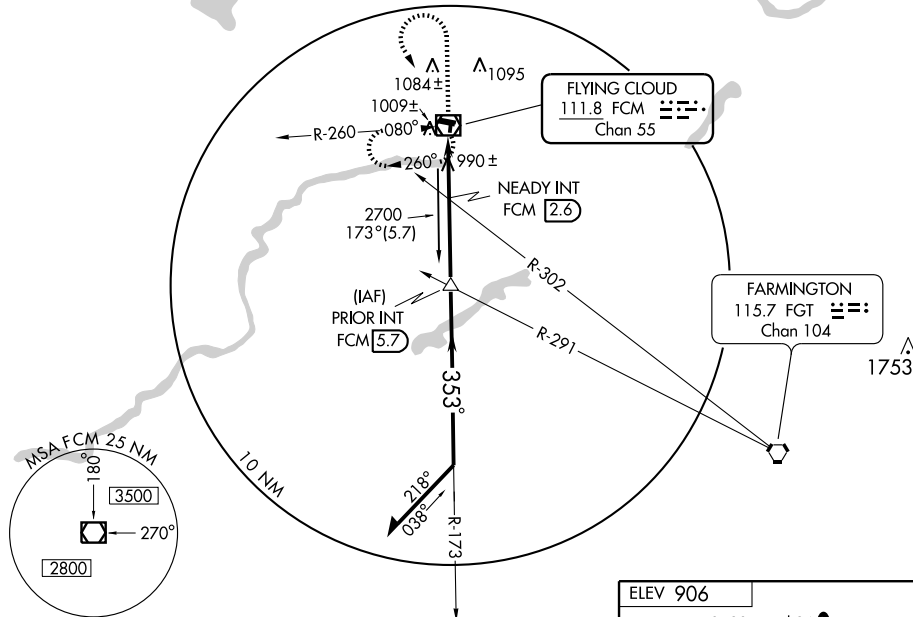 1084±
1095
1009±
FLYING CLOUD
111.8 FCM
Chan 55
R-260
080°
260°
990±
NEADY INT
FCM 2.6
2700
173°(5.7)
R-302
(IAF)
PRIOR INT
FCM 5.7
R-291
FARMINGTON
115.7 FGT
Chan 104
1753
353°
10 NM
218°
038°
R-173
MSA FCM 25 NM
180°
3500
270°
2800
ELEV 906